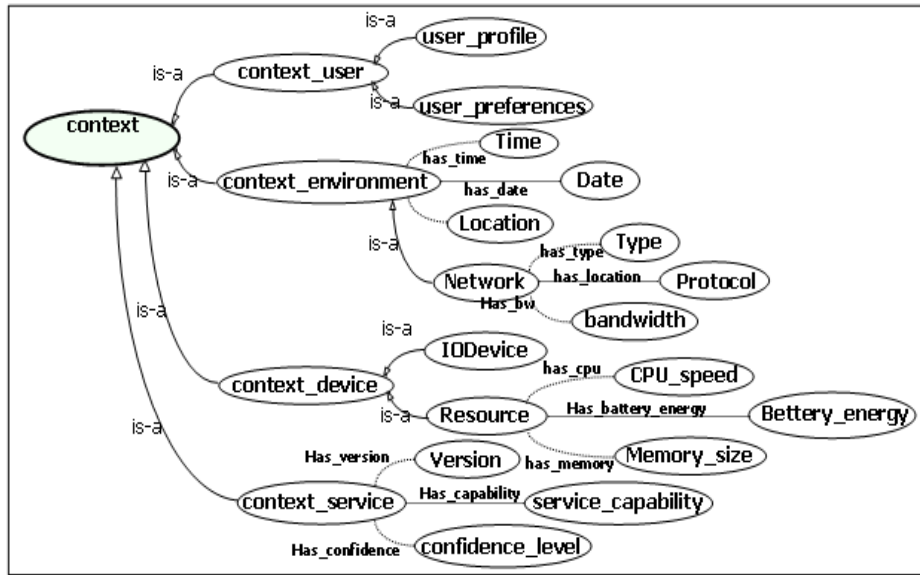 is-a
user_profile
is-a
context_user
is-a
user_preferences
context
Time
has_time
is-a
context_environment
has_date
Date
Location
is-a
Type
has_type
Network
has_location
Protocol
Has_bw
bandwidth
is-a
IODevice
is-a
context_device
has_cpu
CPU_speed
is-a
Resource
Has_battery_energy
Bettery_energy
is-a
Has_version
Version
has_memory
Memory_size
context_service
Has_capability
service_capability
Has_confidence
confidence_level